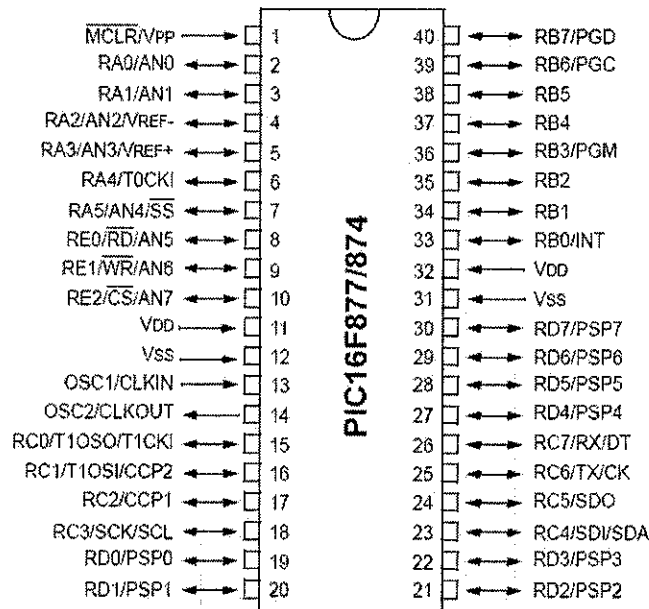 MCLR/VPP 1 40 RB7/PGD
RA0/AN0 2 39 RB6/PGC
RA1/AN1 3 38 RB5
RA2/AN2/VREF- 4 37 RB4
RA3/AN3/VREF+ 5 36 RB3/PGM
RA4/T0CKI 6 35 RB2
RA5/AN4/SS 7 34 RB1
RE0/RD/AN5 8 33 RB0/INT
RE1/WR/AN6 9 32 VDD
RE2/CS/AN7 10 31 VSS
VDD 11 30 RD7/PSP7
VSS 12 29 RD6/PSP6
OSC1/CLKIN 13 28 RD5/PSP5
OSC2/CLKOUT 14 27 RD4/PSP4
RC0/T1OSO/T1CKI 15 26 RC7/RX/DT
RC1/T1OSI/CCP2 16 25 RC6/TX/CK
RC2/CCP1 17 24 RC5/SDO
RC3/SCK/SCL 18 23 RC4/SDI/SDA
RD0/PSP0 19 22 RD3/PSP3
RD1/PSP1 20 21 RD2/PSP2
PIC16F877/874